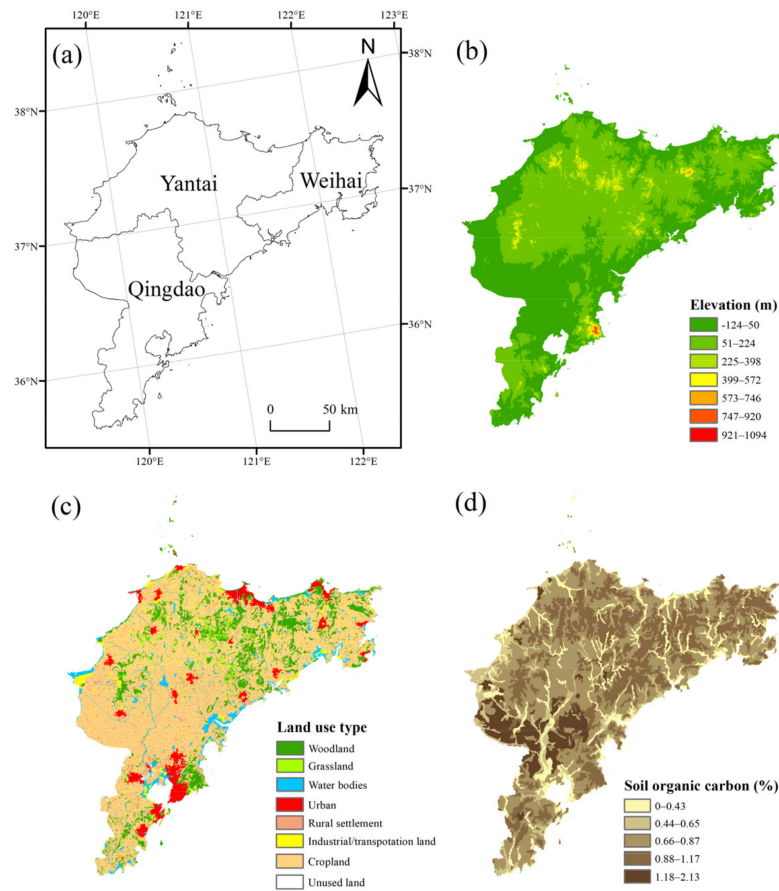 120°E 121°E 122°E 123°E
(a)
N
38°N
38°N
Yantai
Weihai
37°N
37°N
Qingdao
36°N
36°N
0 50 km
120°E 121°E 122°E
(b)
Elevation (m)
-124–50
51–224
225–398
399–572
573–746
747–920
921–1094
(c)
Land use type
Woodland
Grassland
Water bodies
Urban
Rural settlement
Industrial/transpotation land
Cropland
Unused land
(d)
Soil organic carbon (%)
0–0.43
0.44–0.65
0.66–0.87
0.88–1.17
1.18–2.13